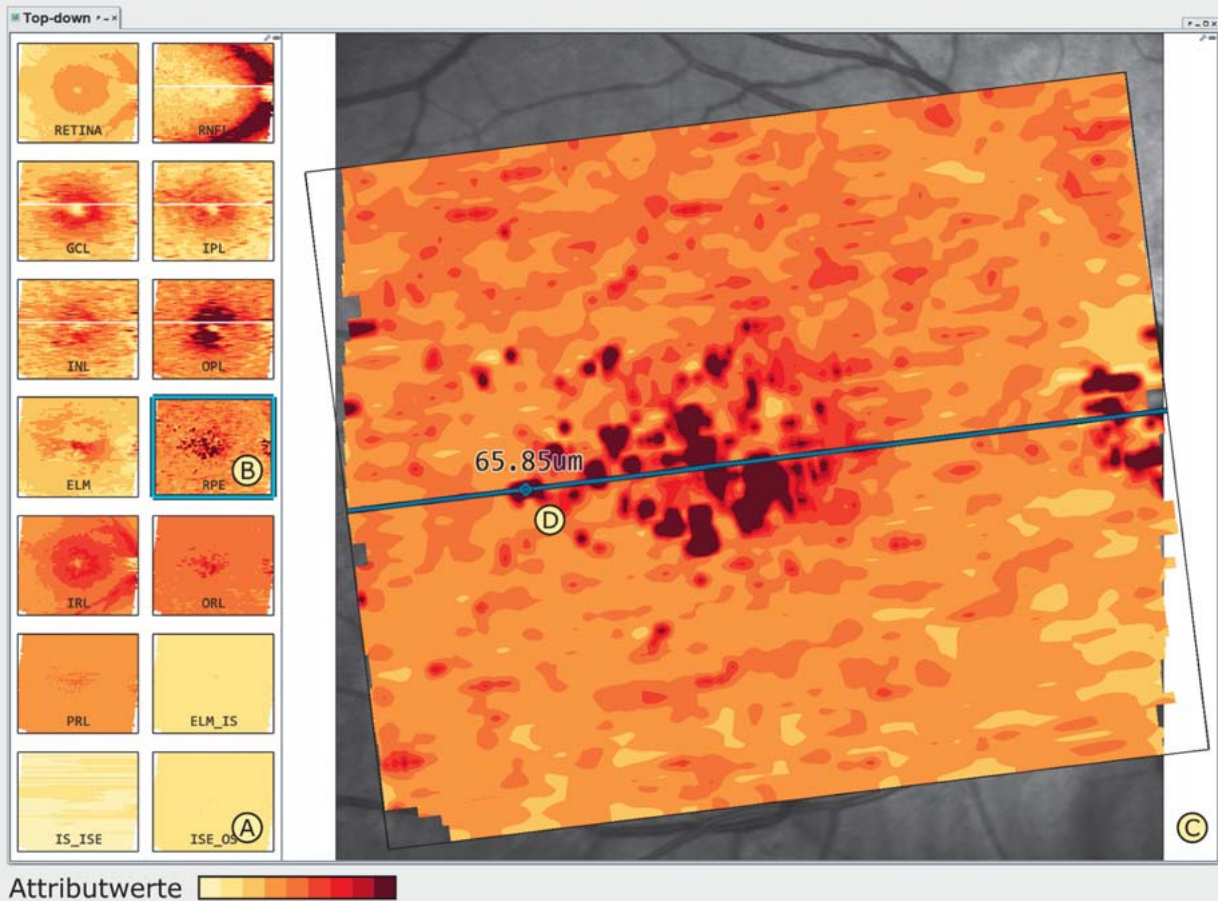 Top-down
RETINA
RNFL
GCL
IPL
INL
OPL
ELM
RPE
B
IRL
ORL
PRL
ELM_IS
IS_ISE
ISE_OS
A
65.85um
D
C
Attributwerte